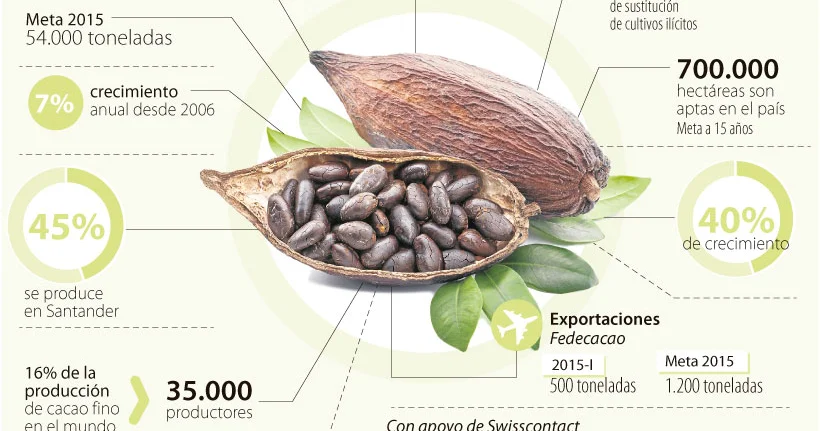 de sustitución
de cultivos ilícitos
Meta 2015
54.000 toneladas
7%
crecimiento
anual desde 2006
700.000
hectáreas son
aptas en el país
Meta a 15 años
45%
se produce
en Santander
40%
de crecimiento
Exportaciones
Fedecacao
2015-I
500 toneladas
Meta 2015
1.200 toneladas
16% de la
producción
de cacao fino
en el mundo
35.000
productores
Con apoyo de Swisscontact